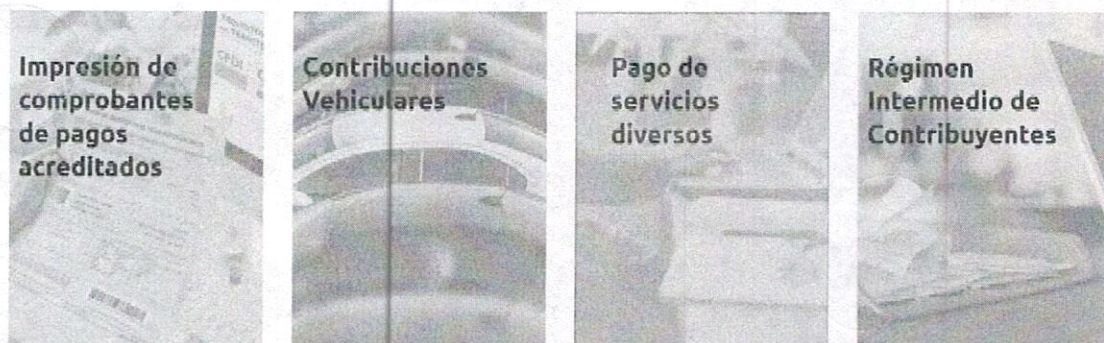 Impresión de
comprobantes
de pagos
acreditados
Contribuciones
Vehiculares
Pago de
servicios
diversos
Régimen
Intermedio de
Contribuyentes